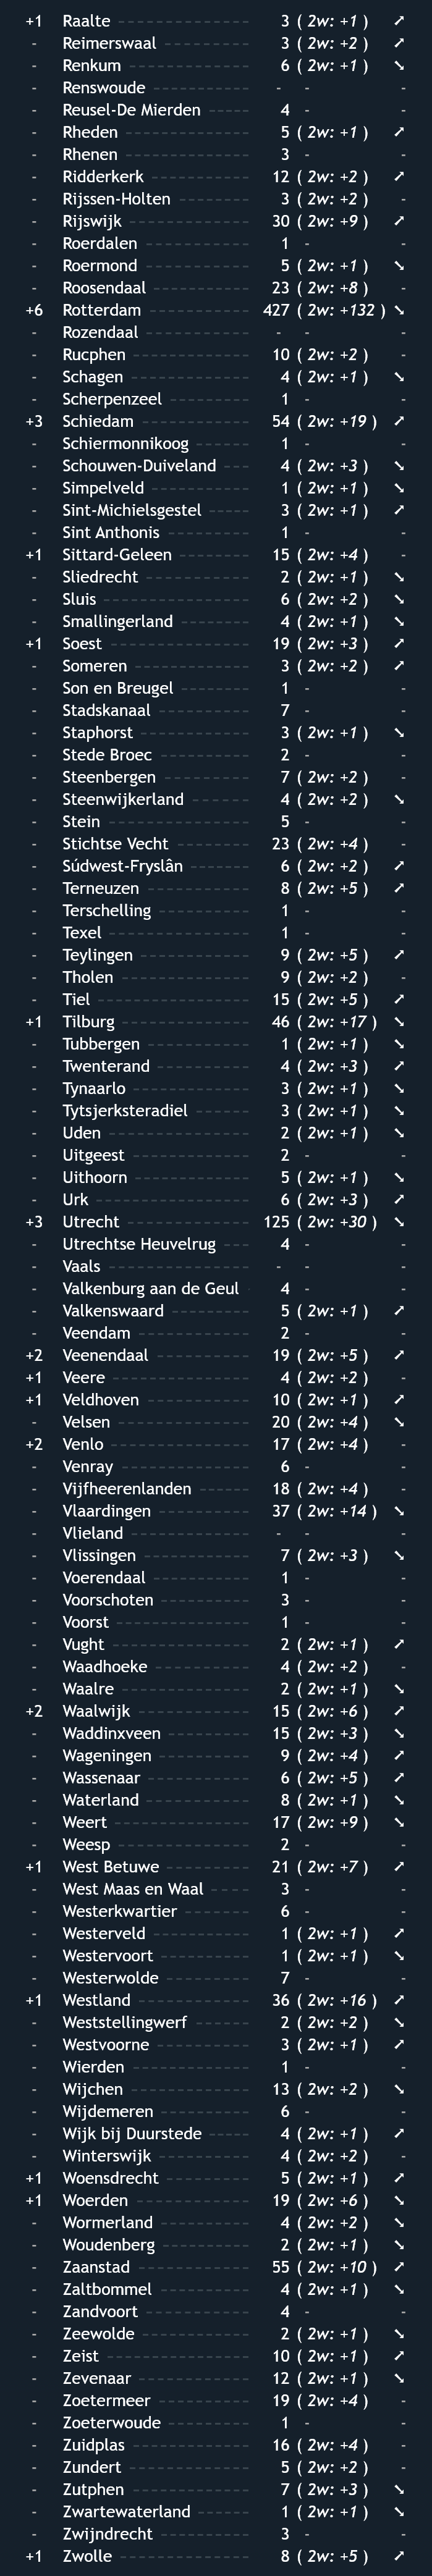 +1 Raalte 3 ( 2w: +1 ) ➚
- Reimerswaal 3 ( 2w: +2 ) ➚
- Renkum 6 ( 2w: +1 ) ➘
- Renswoude - - -
- Reusel-De Mierden 4 - -
- Rheden 5 ( 2w: +1 ) ➚
- Rhenen 3 - -
- Ridderkerk 12 ( 2w: +2 ) ➚
- Rijssen-Holten 3 ( 2w: +2 ) -
- Rijswijk 30 ( 2w: +9 ) ➚
- Roerdalen 1 - -
- Roermond 5 ( 2w: +1 ) ➘
- Roosendaal 23 ( 2w: +8 ) -
+6 Rotterdam 427 ( 2w: +132 ) ➘
- Rozendaal - - -
- Rucphen 10 ( 2w: +2 ) -
- Schagen 4 ( 2w: +1 ) ➘
- Scherpenzeel 1 - -
+3 Schiedam 54 ( 2w: +19 ) ➚
- Schiermonnikoog 1 - -
- Schouwen-Duiveland 4 ( 2w: +3 ) ➘
- Simpelveld 1 ( 2w: +1 ) ➘
- Sint-Michielsgestel 3 ( 2w: +1 ) ➚
- Sint Anthonis 1 - -
+1 Sittard-Geleen 15 ( 2w: +4 ) -
- Sliedrecht 2 ( 2w: +1 ) ➘
- Sluis 6 ( 2w: +2 ) ➘
- Smallingerland 4 ( 2w: +1 ) ➘
+1 Soest 19 ( 2w: +3 ) ➚
- Someren 3 ( 2w: +2 ) ➚
- Son en Breugel 1 - -
- Stadskanaal 7 - -
- Staphorst 3 ( 2w: +1 ) ➘
- Stede Broec 2 - -
- Steenbergen 7 ( 2w: +2 ) -
- Steenwijkerland 4 ( 2w: +2 ) ➘
- Stein 5 - -
- Stichtse Vecht 23 ( 2w: +4 ) -
- Súdwest-Fryslân 6 ( 2w: +2 ) ➚
- Terneuzen 8 ( 2w: +5 ) ➚
- Terschelling 1 - -
- Texel 1 - -
- Teylingen 9 ( 2w: +5 ) ➚
- Tholen 9 ( 2w: +2 ) -
- Tiel 15 ( 2w: +5 ) ➚
+1 Tilburg 46 ( 2w: +17 ) ➘
- Tubbergen 1 ( 2w: +1 ) ➘
- Twenterand 4 ( 2w: +3 ) ➚
- Tynaarlo 3 ( 2w: +1 ) ➘
- Tytsjerksteradiel 3 ( 2w: +1 ) ➘
- Uden 2 ( 2w: +1 ) ➘
- Uitgeest 2 - -
- Uithoorn 5 ( 2w: +1 ) ➘
- Urk 6 ( 2w: +3 ) ➚
+3 Utrecht 125 ( 2w: +30 ) ➘
- Utrechtse Heuvelrug 4 - -
- Vaals - - -
- Valkenburg aan de Geul 4 - -
- Valkenswaard 5 ( 2w: +1 ) ➚
- Veendam 2 - -
+2 Veenendaal 19 ( 2w: +5 ) ➚
+1 Veere 4 ( 2w: +2 ) -
+1 Veldhoven 10 ( 2w: +1 ) ➚
- Velsen 20 ( 2w: +4 ) ➘
+2 Venlo 17 ( 2w: +4 ) -
- Venray 6 - -
- Vijfheerenlanden 18 ( 2w: +4 ) -
- Vlaardingen 37 ( 2w: +14 ) ➘
- Vlieland - - -
- Vlissingen 7 ( 2w: +3 ) ➘
- Voerendaal 1 - -
- Voorschoten 3 - -
- Voorst 1 - -
- Vught 2 ( 2w: +1 ) ➚
- Waadhoeke 4 ( 2w: +2 ) -
- Waalre 2 ( 2w: +1 ) ➘
+2 Waalwijk 15 ( 2w: +6 ) ➚
- Waddinxveen 15 ( 2w: +3 ) ➘
- Wageningen 9 ( 2w: +4 ) ➚
- Wassenaar 6 ( 2w: +5 ) ➚
- Waterland 8 ( 2w: +1 ) ➘
- Weert 17 ( 2w: +9 ) ➘
- Weesp 2 - -
+1 West Betuwe 21 ( 2w: +7 ) ➚
- West Maas en Waal 3 - -
- Westerkwartier 6 - -
- Westerveld 1 ( 2w: +1 ) ➚
- Westervoort 1 ( 2w: +1 ) ➘
- Westerwolde 7 - -
+1 Westland 36 ( 2w: +16 ) ➚
- Weststellingwerf 2 ( 2w: +2 ) ➘
- Westvoorne 3 ( 2w: +1 ) ➚
- Wierden 1 - -
- Wijchen 13 ( 2w: +2 ) ➘
- Wijdemeren 6 - -
- Wijk bij Duurstede 4 ( 2w: +1 ) ➚
- Winterswijk 4 ( 2w: +2 ) -
+1 Woensdrecht 5 ( 2w: +1 ) ➚
+1 Woerden 19 ( 2w: +6 ) ➘
- Wormerland 4 ( 2w: +2 ) ➘
- Woudenberg 2 ( 2w: +1 ) ➘
- Zaanstad 55 ( 2w: +10 ) ➚
- Zaltbommel 4 ( 2w: +1 ) ➘
- Zandvoort 4 - -
- Zeewolde 2 ( 2w: +1 ) ➘
- Zeist 10 ( 2w: +1 ) ➚
- Zevenaar 12 ( 2w: +1 ) ➘
- Zoetermeer 19 ( 2w: +4 ) -
- Zoeterwoude 1 - -
- Zuidplas 16 ( 2w: +4 ) -
- Zundert 5 ( 2w: +2 ) -
- Zutphen 7 ( 2w: +3 ) ➘
- Zwartewaterland 1 ( 2w: +1 ) ➘
- Zwijndrecht 3 - -
+1 Zwolle 8 ( 2w: +5 ) ➚